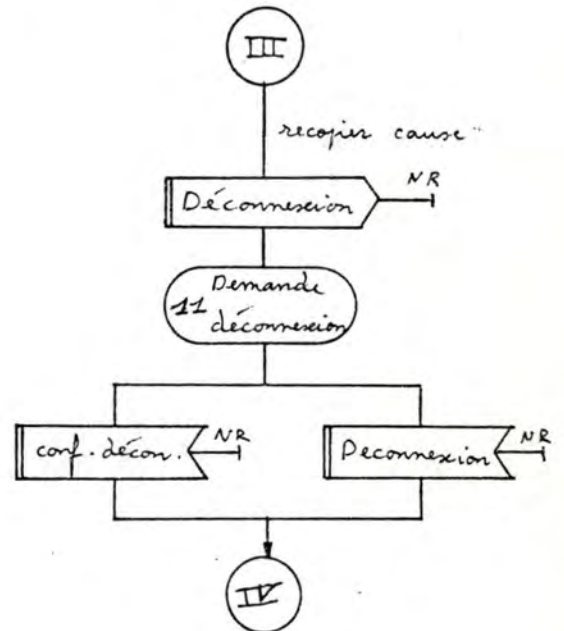 III
recopier cause
NR
Déconnexion
Demande
11
déconnexion
NR
conf. décon.
NR
Deconnexion
IV